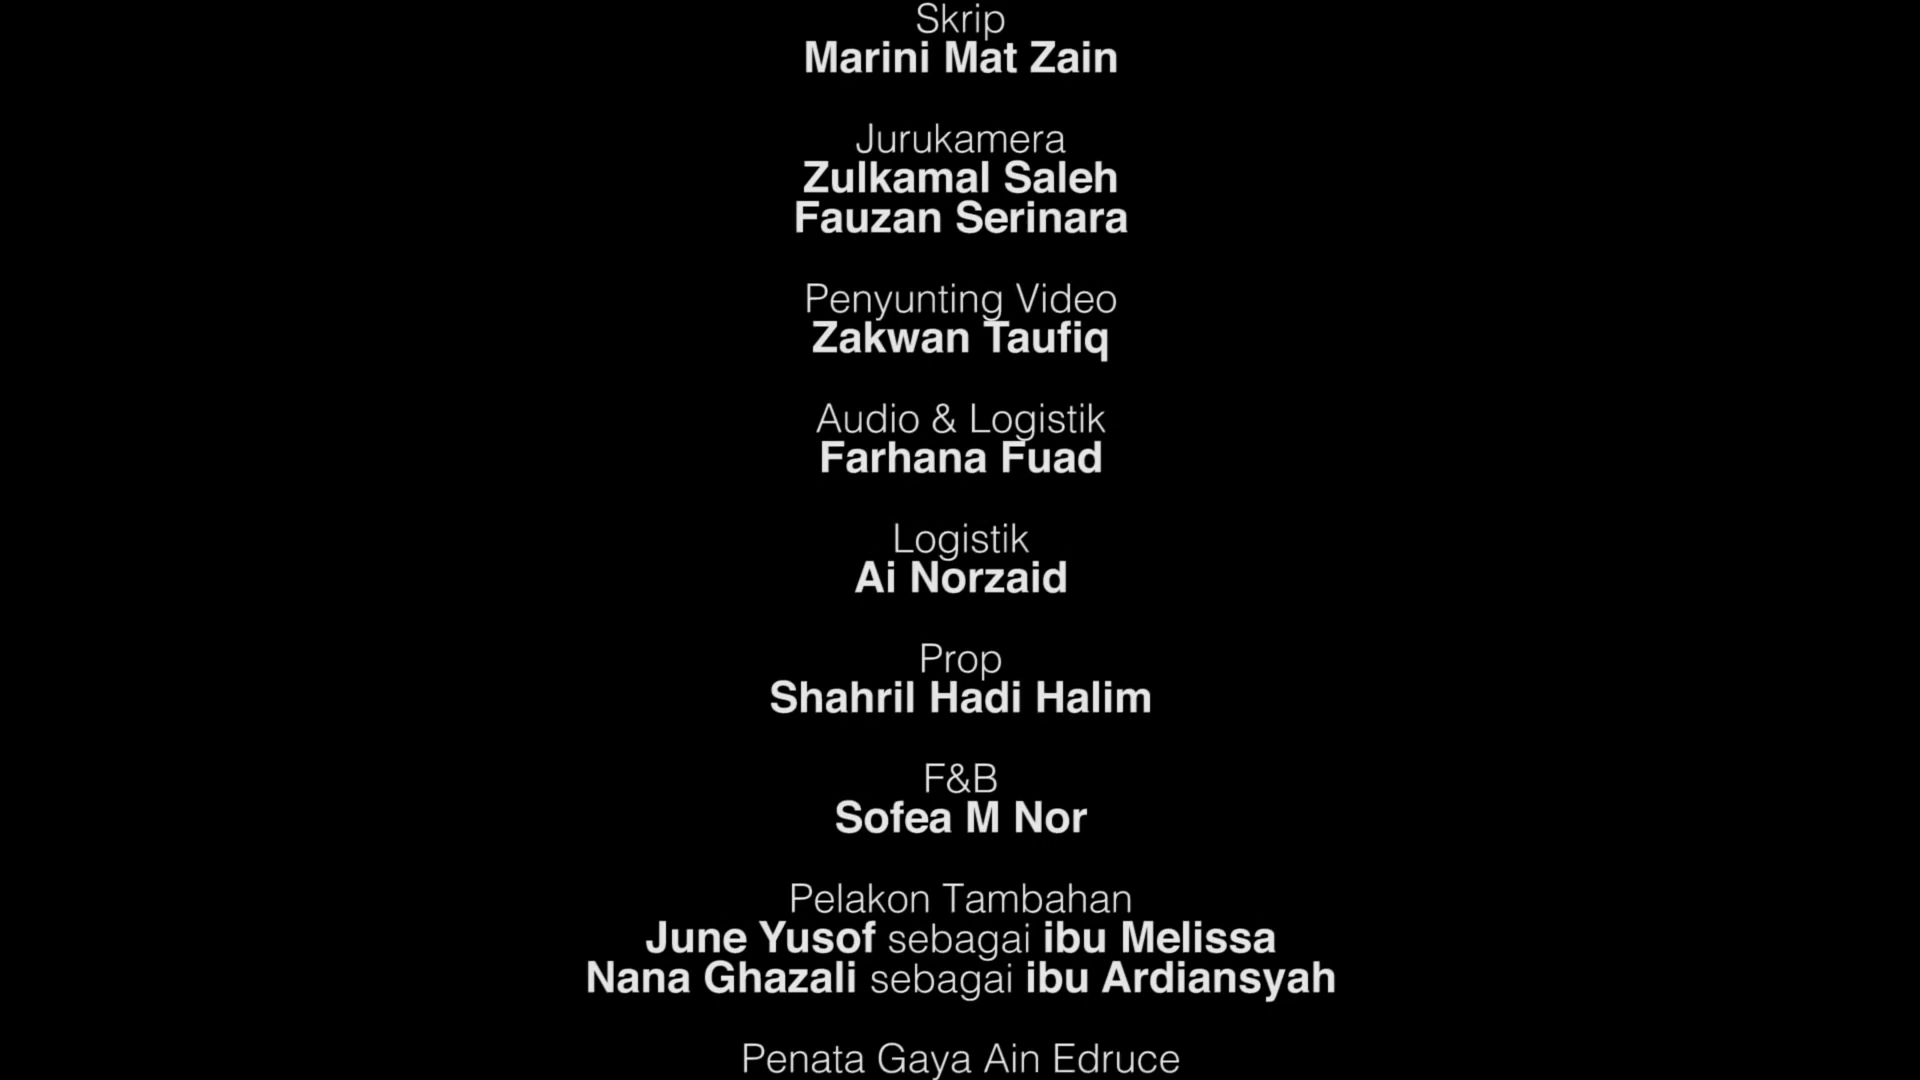 Skrip
Marini Mat Zain
Jurukamera
Zulkamal Saleh
Fauzan Serinara
Penyunting Video
Zakwan Taufiq
Audio & Logistik
Farhana Fuad
Logistik
Ai Norzaid
Prop
Shahril Hadi Halim
F&B
Sofea M Nor
Pelakon Tambahan
June Yusof sebagai ibu Melissa
Nana Ghazali sebagai ibu Ardiansyah
Penata Gaya Ain Edruce